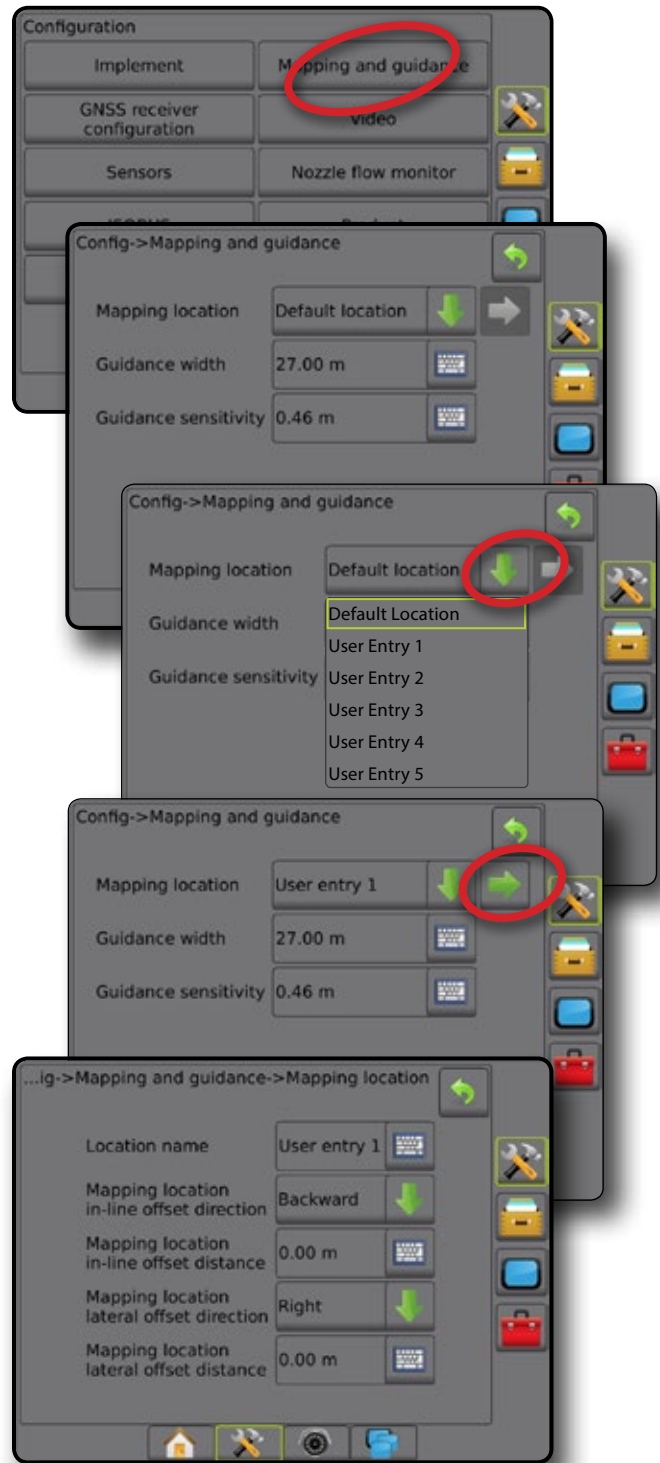 Configuration
Implement
Mapping and guidance
GNSS receiver
configuration
Video
Sensors
Nozzle flow monitor
Config->Mapping and guidance
Mapping location
Default location
Guidance width
27.00 m
Guidance sensitivity
0.46 m
Config->Mapping and guidance
Mapping location
Default location
Guidance width
Guidance sensitivity
Default Location
User Entry 1
User Entry 2
User Entry 3
User Entry 4
User Entry 5
Config->Mapping and guidance
Mapping location
User entry 1
Guidance width
27.00 m
Guidance sensitivity
0.46 m
...ig->Mapping and guidance->Mapping location
Location name
User entry 1
Mapping location
in-line offset direction
Backward
Mapping location
in-line offset distance
0.00 m
Mapping location
lateral offset direction
Right
Mapping location
lateral offset distance
0.00 m